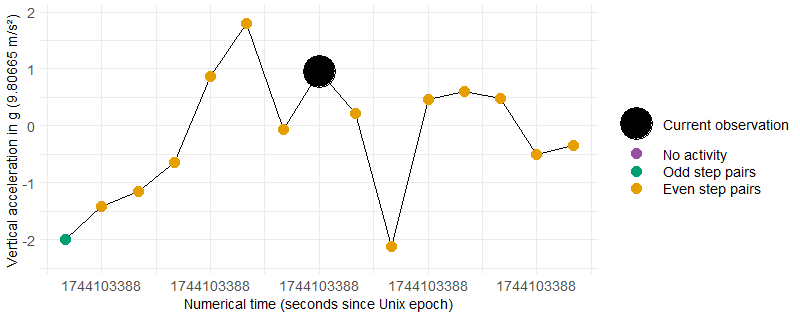 Vertical acceleration in g (9.80665 m/s²)
2
1
0
-1
-2
1744103388 1744103388 1744103388 1744103388 1744103388
Numerical time (seconds since Unix epoch)
Current observation
No activity
Odd step pairs
Even step pairs